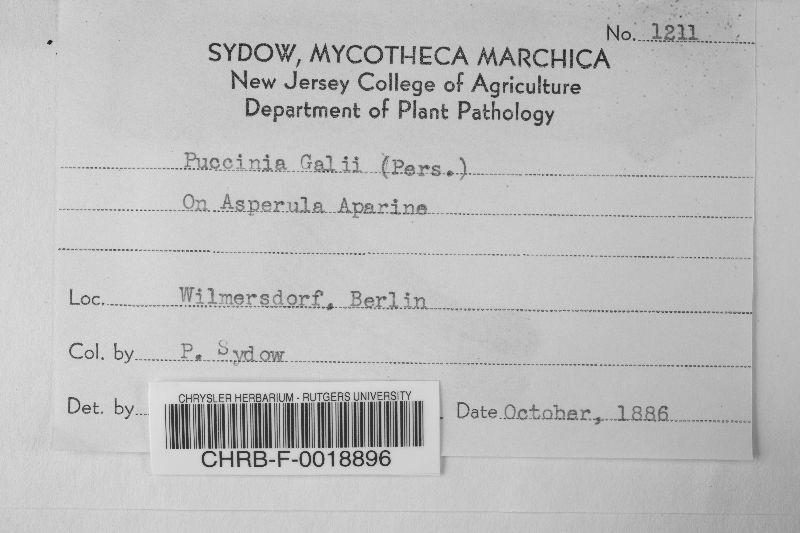 No. 1211
SYDOW, MYCOTHECA MARCHICA
New Jersey College of Agriculture
Department of Plant Pathology
Puccinia Galii (Pers.)
On Asperula Aparine
Loc. Wilmersdorf, Berlin
Col. by P. Sydow
Det. by
Date October, 1886
CHRYSLER HERBARIUM - RUTGERS UNIVERSITY
CHRB-F-0018896